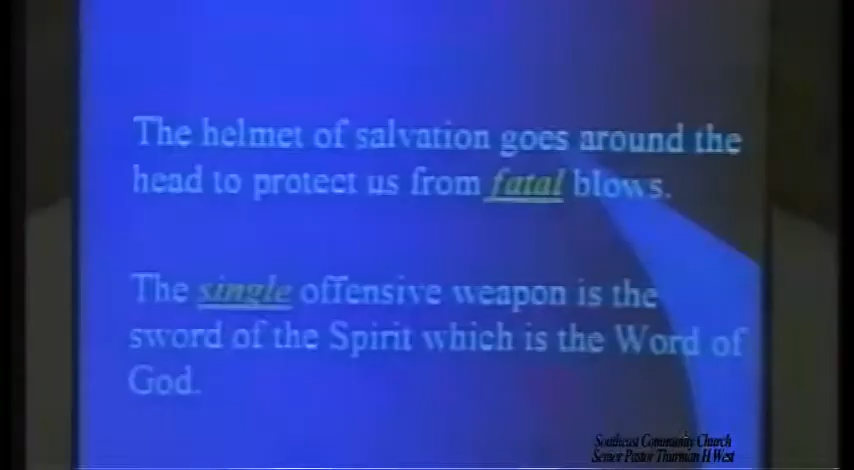 The helmet of salvation goes around the
head to protect us from fatal blows.
The single offensive weapon is the
sword of the Spirit which is the Word of
God.
Southeast Community Church
Senior Pastor Thurman H West